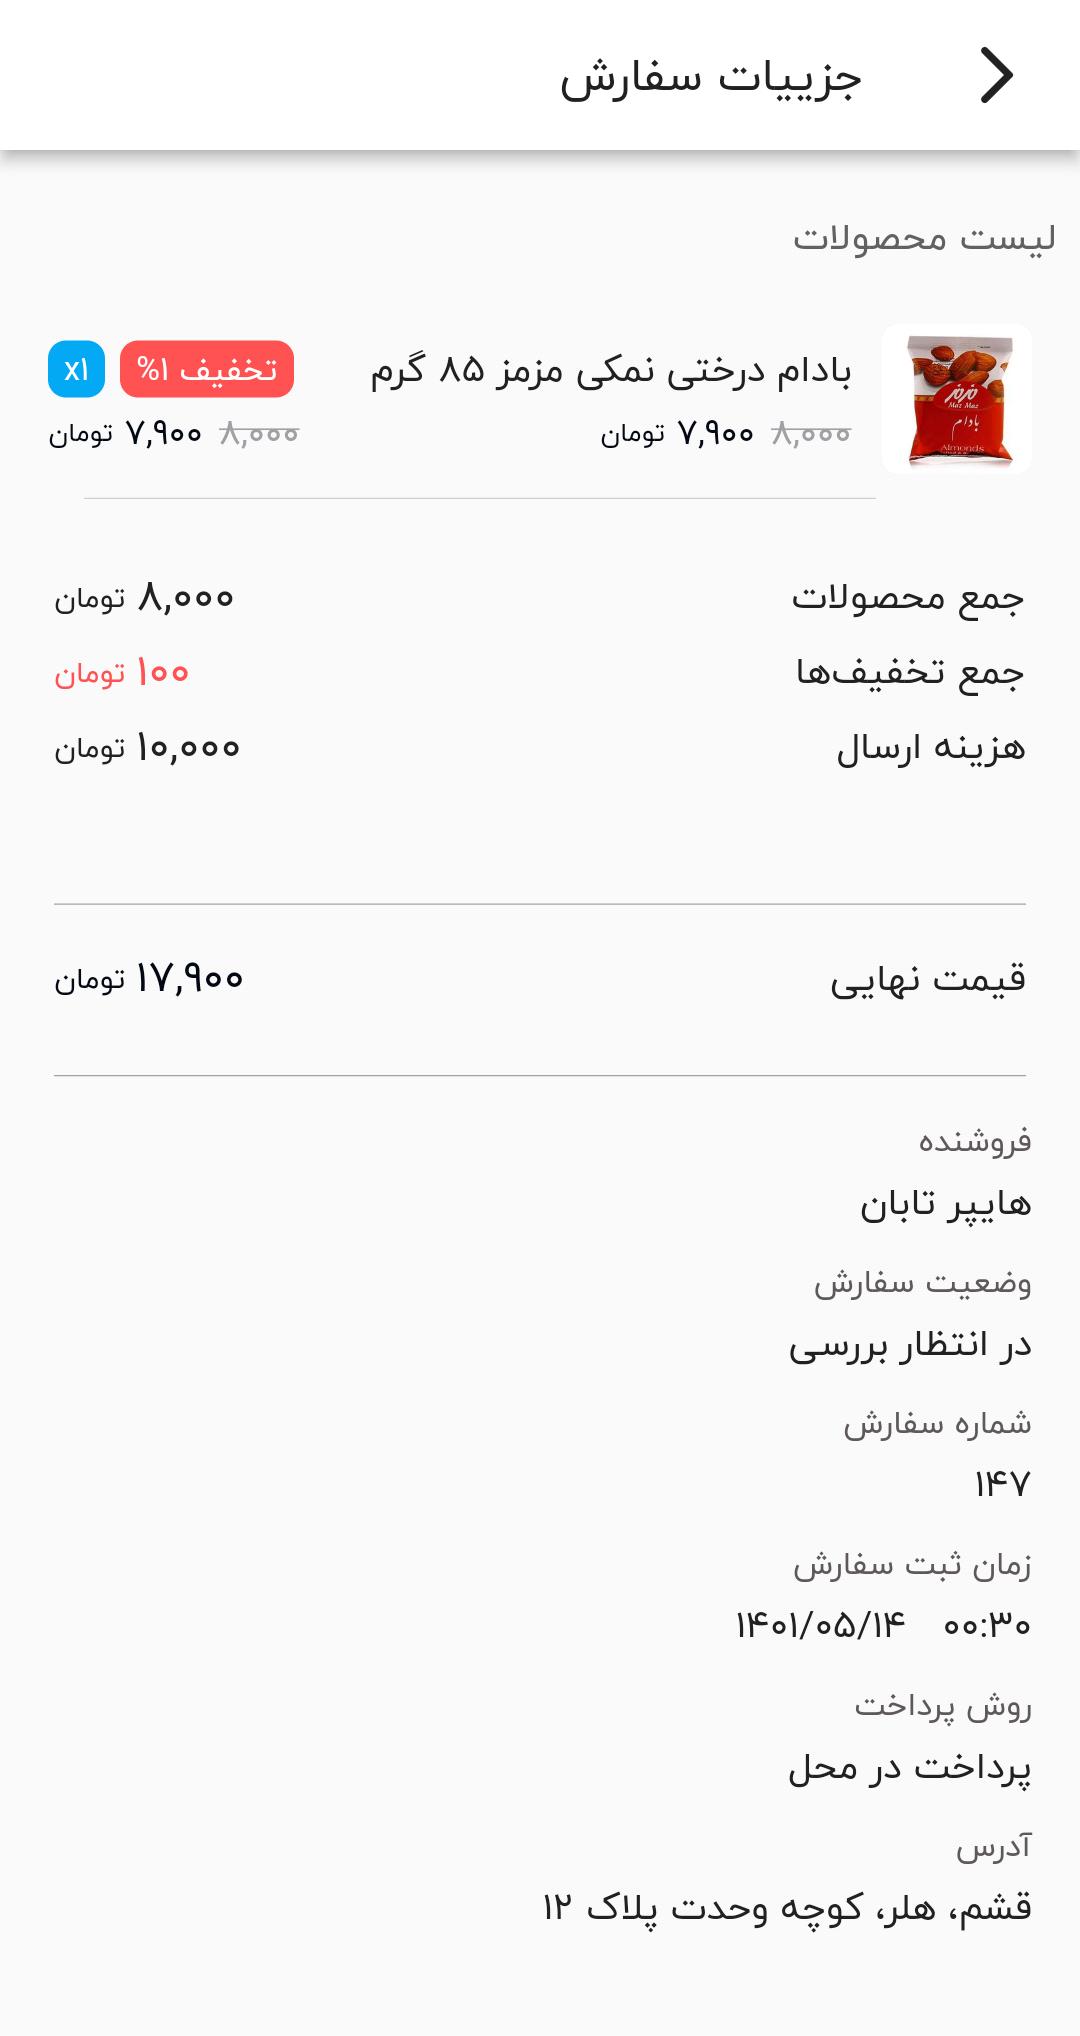 جزییات سفارش
لیست محصولات
بادام درختی نمکی مزمز ۸۵ گرم
تخفیف ۱%
x۱
۸,۰۰۰ ۷,۹۰۰ تومان
۸,۰۰۰ ۷,۹۰۰ تومان
مزمز
Maz Maz
بادام
Almonds
جمع محصولات ۸,۰۰۰ تومان
جمع تخفیف‌ها ۱۰۰ تومان
هزینه ارسال ۱۰,۰۰۰ تومان
قیمت نهایی ۱۷,۹۰۰ تومان
فروشنده
هایپر تابان
وضعیت سفارش
در انتظار بررسی
شماره سفارش
۱۴۷
زمان ثبت سفارش
۰۰:۳۰ ۱۴۰۱/۰۵/۱۴
روش پرداخت
پرداخت در محل
آدرس
قشم، هلر، کوچه وحدت پلاک ۱۲